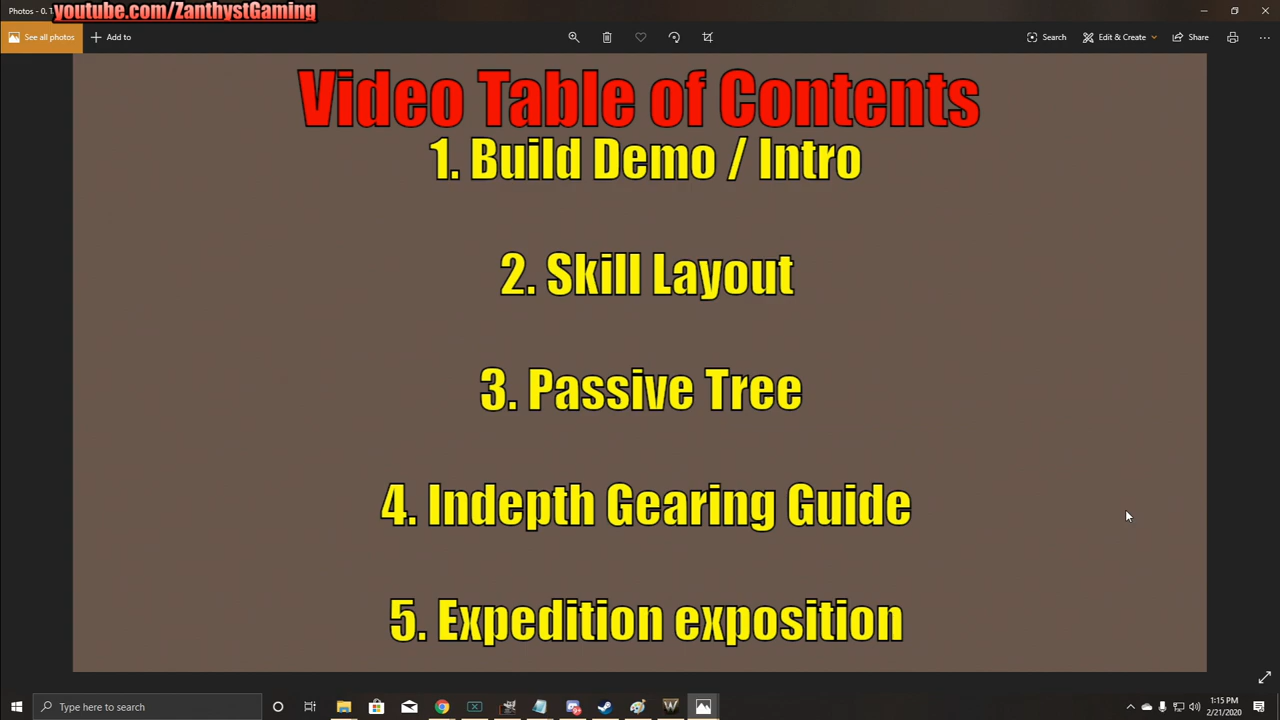 Photos - 0. T
youtube.com/ZanthystGaming
See all photos
Add to
Search
Edit & Create
Share
Video Table of Contents
1. Build Demo / Intro
2. Skill Layout
3. Passive Tree
4. Indepth Gearing Guide
5. Expedition exposition
Type here to search
1:15 PM
2/21/2020